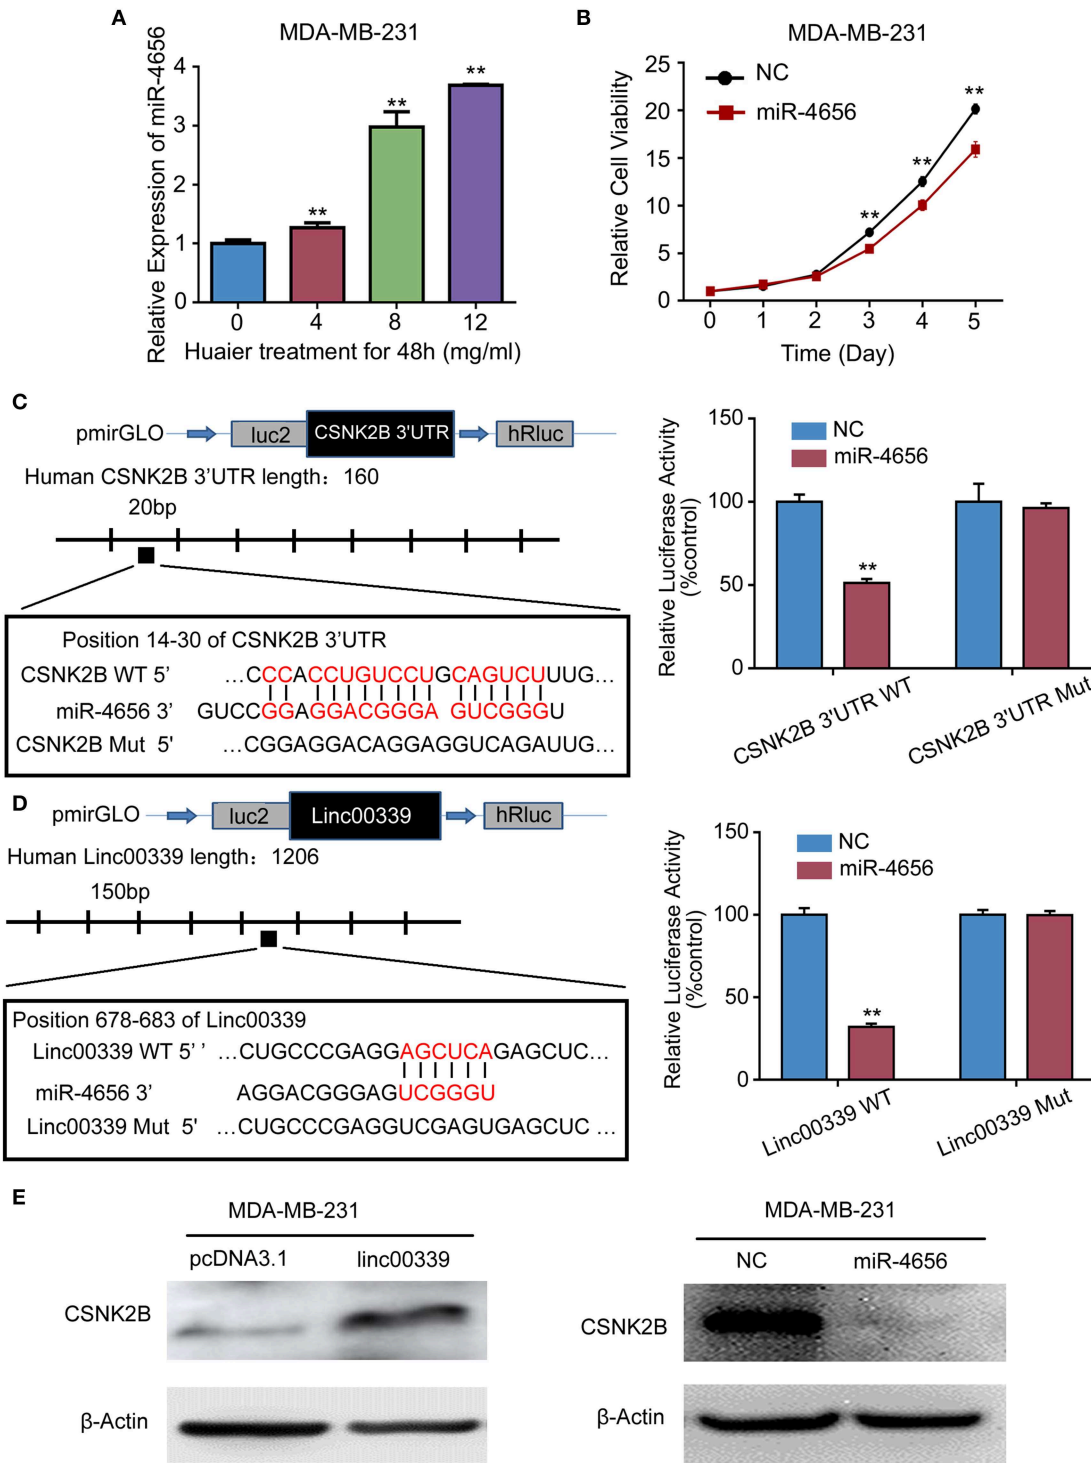 A
MDA-MB-231
Relative Expression of miR-4656
4
3
2
1
0
**
**
**
0 4 8 12
Huaier treatment for 48h (mg/ml)
B
MDA-MB-231
NC
miR-4656
Relative Cell Viability
25
20
15
10
5
0
**
**
**
0 1 2 3 4 5
Time (Day)
C
pmirGLO luc2 CSNK2B 3'UTR hRluc
Human CSNK2B 3'UTR length: 160
20bp
Position 14-30 of CSNK2B 3'UTR
CSNK2B WT 5' ...CCCACCUGUCCUGCAGUCUUUG...
miR-4656 3' GUCCGGAGGACGGGA GUCGGGU
CSNK2B Mut 5' ...CGGAGGACAGGAGGUCAGAUUG...
Relative Luciferase Activity
(%control)
150
100
50
0
NC
miR-4656
**
CSNK2B 3'UTR WT
CSNK2B 3'UTR Mut
D
pmirGLO luc2 Linc00339 hRluc
Human Linc00339 length: 1206
150bp
Position 678-683 of Linc00339
Linc00339 WT 5' ' ...CUGCCCGAGGAGCUCAGAGCUC...
miR-4656 3' AGGACGGGAGUCGGGU
Linc00339 Mut 5' ...CUGCCCGAGGUCGAGUGAGCUC ...
Relative Luciferase Activity
(%control)
150
100
50
0
NC
miR-4656
**
Linc00339 WT
Linc00339 Mut
E
MDA-MB-231
pcDNA3.1 linc00339
CSNK2B
β-Actin
MDA-MB-231
NC miR-4656
CSNK2B
β-Actin